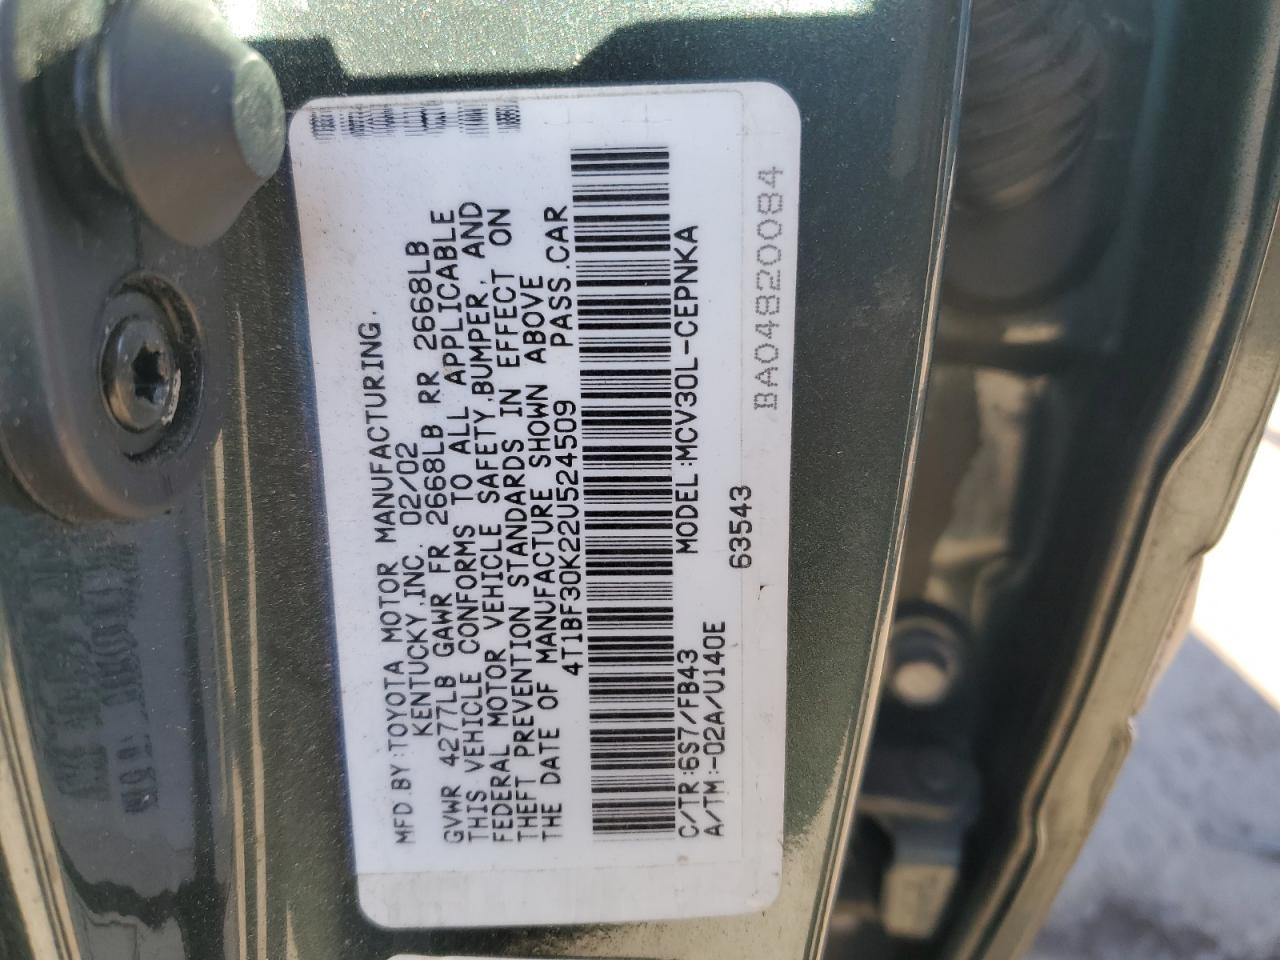 MFD BY:TOYOTA MOTOR MANUFACTURING.
KENTUCKY,INC. 02/02
GVWR 4277LB GAWR FR 2668LB RR 2668LB
THIS VEHICLE CONFORMS TO ALL APPLICABLE
FEDERAL MOTOR VEHICLE SAFETY,BUMPER, AND
THEFT PREVENTION STANDARDS IN EFFECT ON
THE DATE OF MANUFACTURE SHOWN ABOVE
4T1BF30K22U524509 PASS.CAR
C/TR:6S7/FB43 MODEL:MCV30L-CEPNKA
A/TM:-02A/U140E
63543
BA04820084